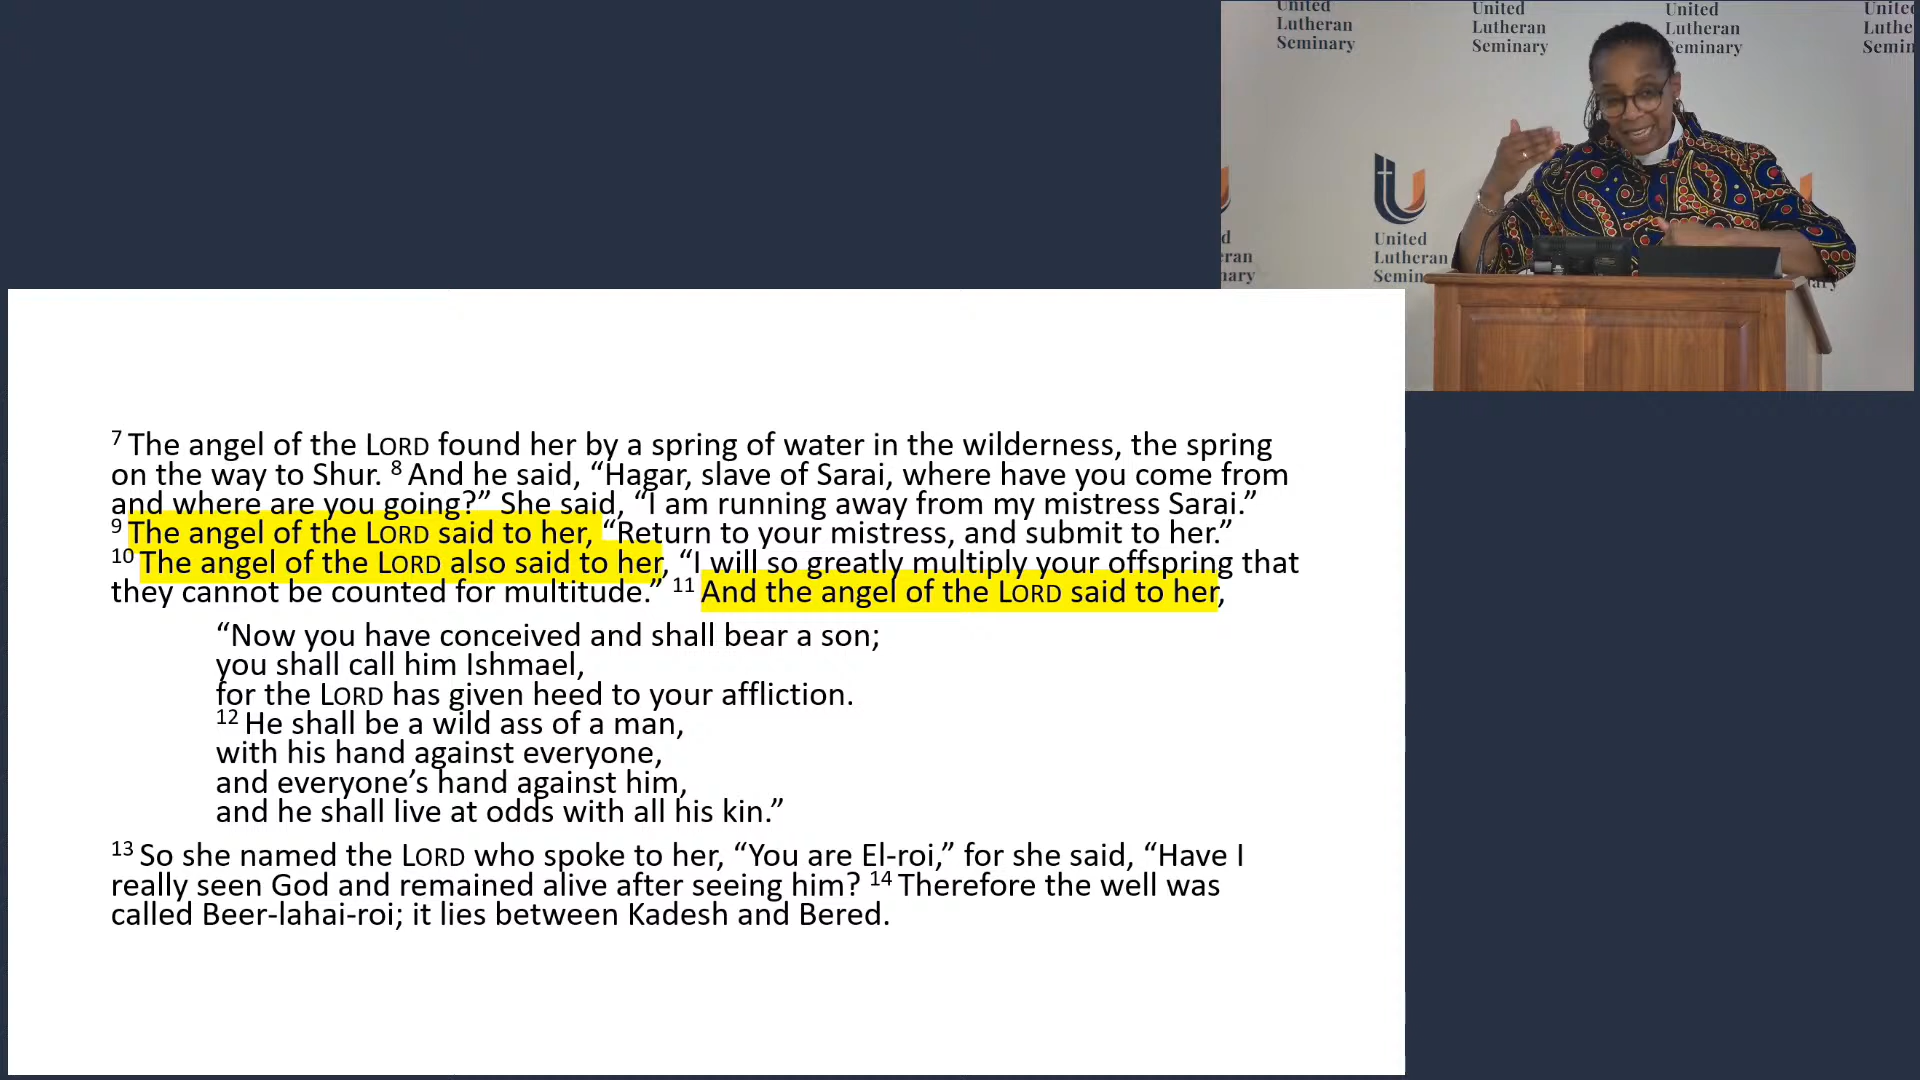 United
Lutheran
Seminary
United
Lutheran
Seminary
United
Lutheran
Seminary
United
Lutheran
7 The angel of the LORD found her by a spring of water in the wilderness, the spring
on the way to Shur. 8 And he said, “Hagar, slave of Sarai, where have you come from
and where are you going?” She said, “I am running away from my mistress Sarai.”
9 The angel of the LORD said to her, “Return to your mistress, and submit to her.”
10 The angel of the LORD also said to her, “I will so greatly multiply your offspring that
they cannot be counted for multitude.” 11 And the angel of the LORD said to her,
“Now you have conceived and shall bear a son;
you shall call him Ishmael,
for the LORD has given heed to your affliction.
12 He shall be a wild ass of a man,
with his hand against everyone,
and everyone’s hand against him,
and he shall live at odds with all his kin.”
13 So she named the LORD who spoke to her, “You are El-roi,” for she said, “Have I
really seen God and remained alive after seeing him? 14 Therefore the well was
called Beer-lahai-roi; it lies between Kadesh and Bered.